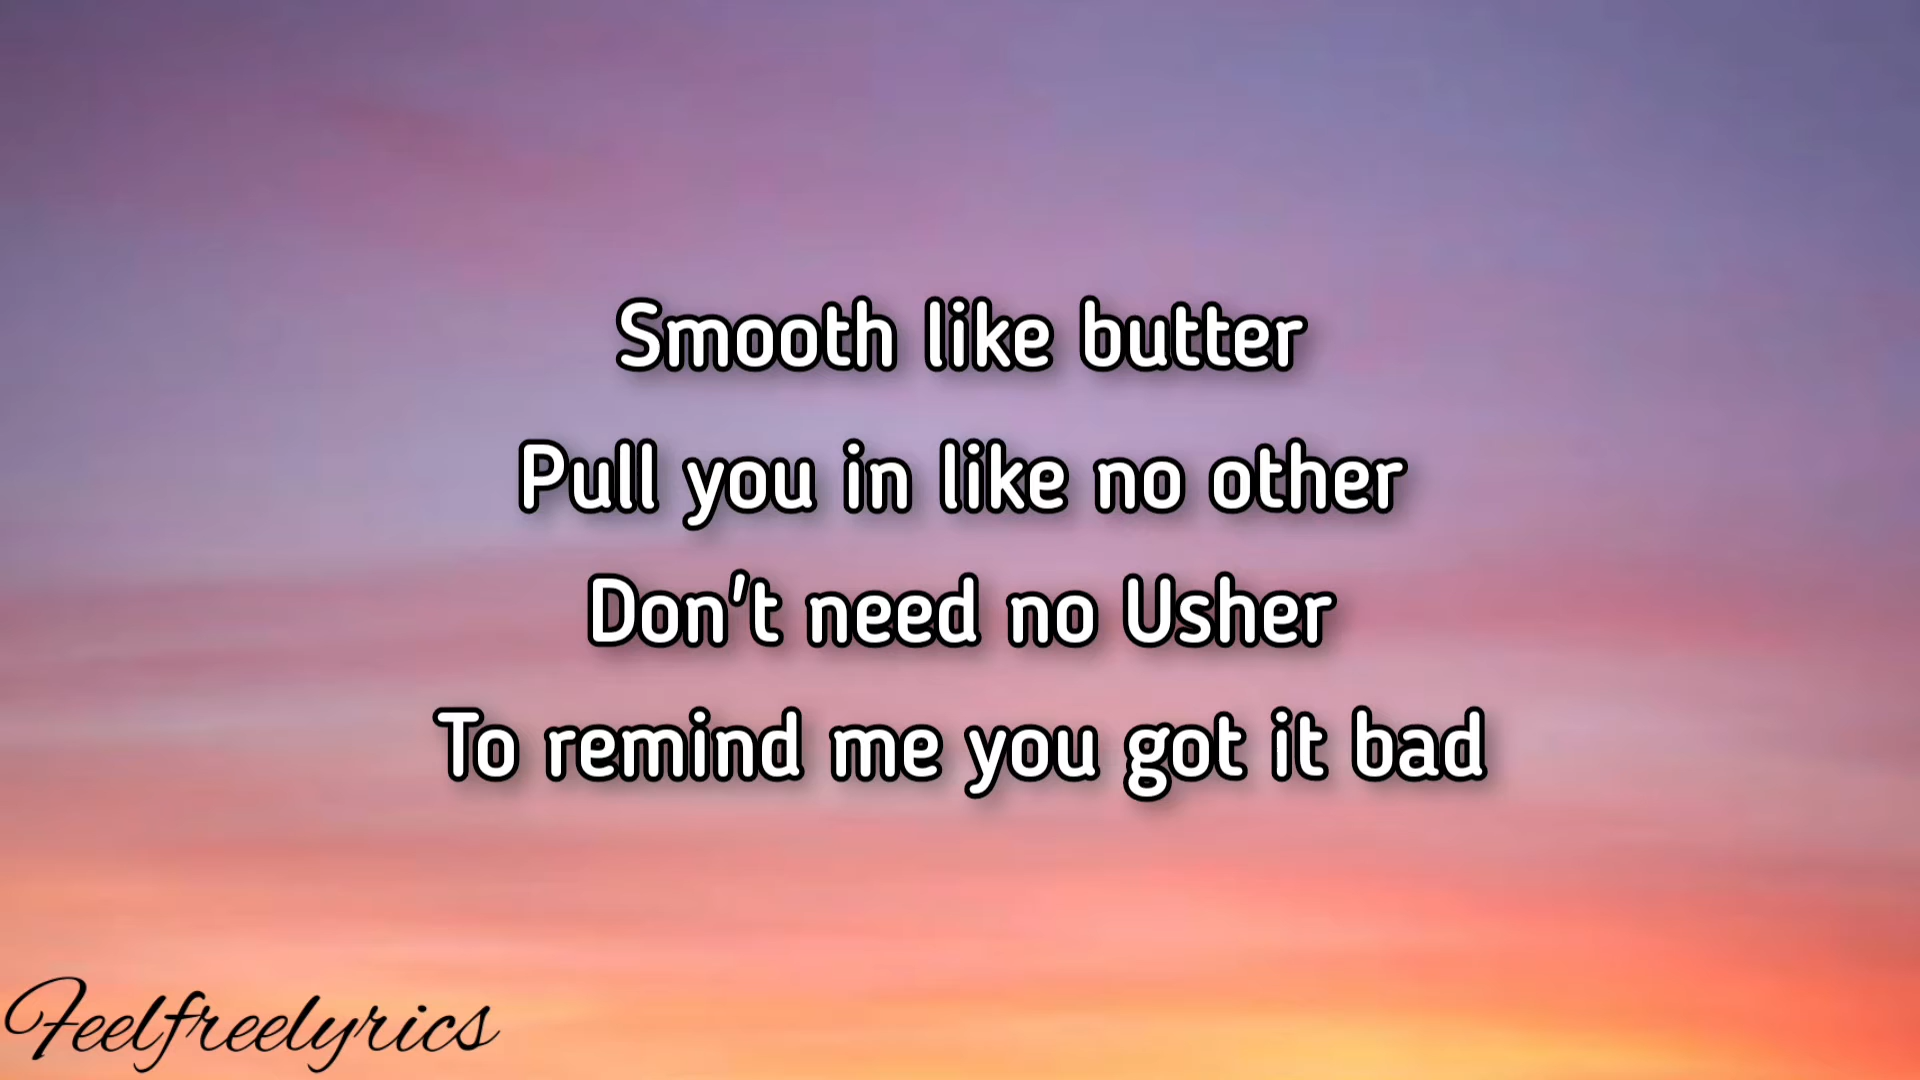 Smooth like butter
Pull you in like no other
Don't need no Usher
To remind me you got it bad
Feelfreelyrics